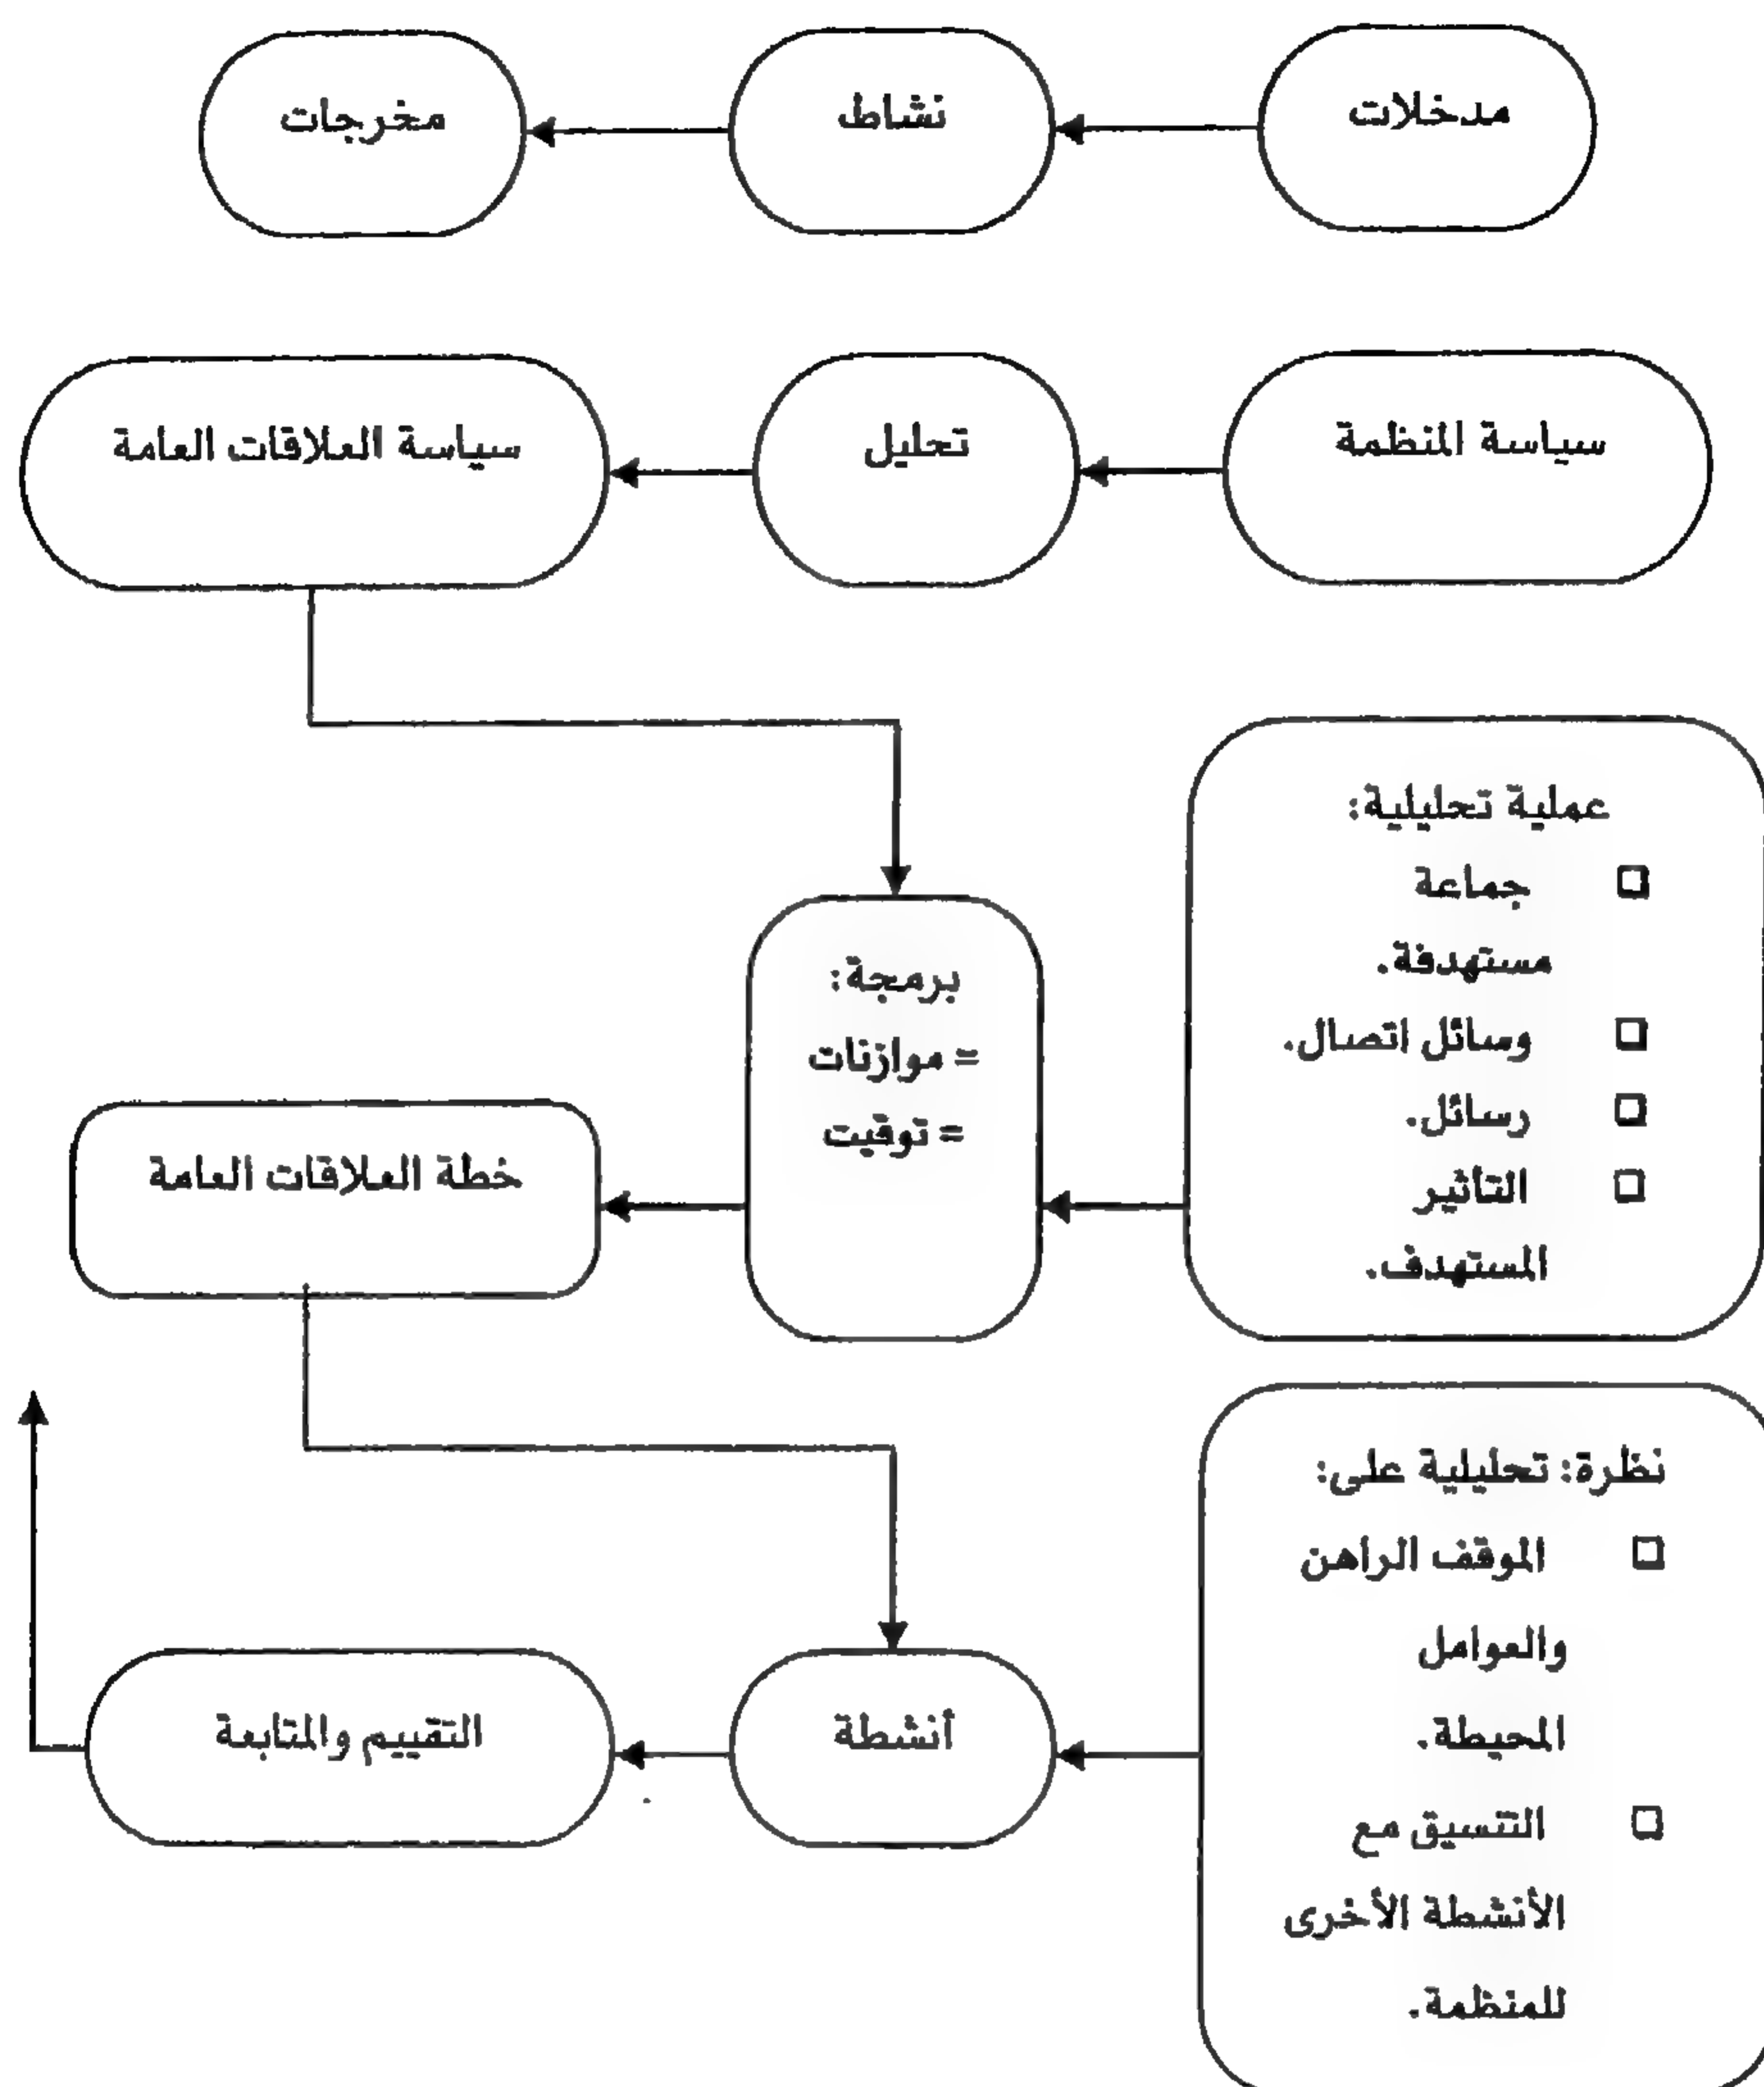 مدخلات
نشاط
مخرجات
سياسة المنظمة
تحليل
سياسة العلاقات العامة
عملية تحليلية:
جماعة
مستهدفة.
وسائل اتصال.
رسائل.
التأثير
المستهدف.
برمجة:
= موازنات
= توقيت
خطة العلاقات العامة
نظرة: تحليلية على:
الموقف الراهن
والعوامل
المحيطة.
التنسيق مع
الأنشطة الأخرى
للمنظمة.
أنشطة
التقييم والمتابعة